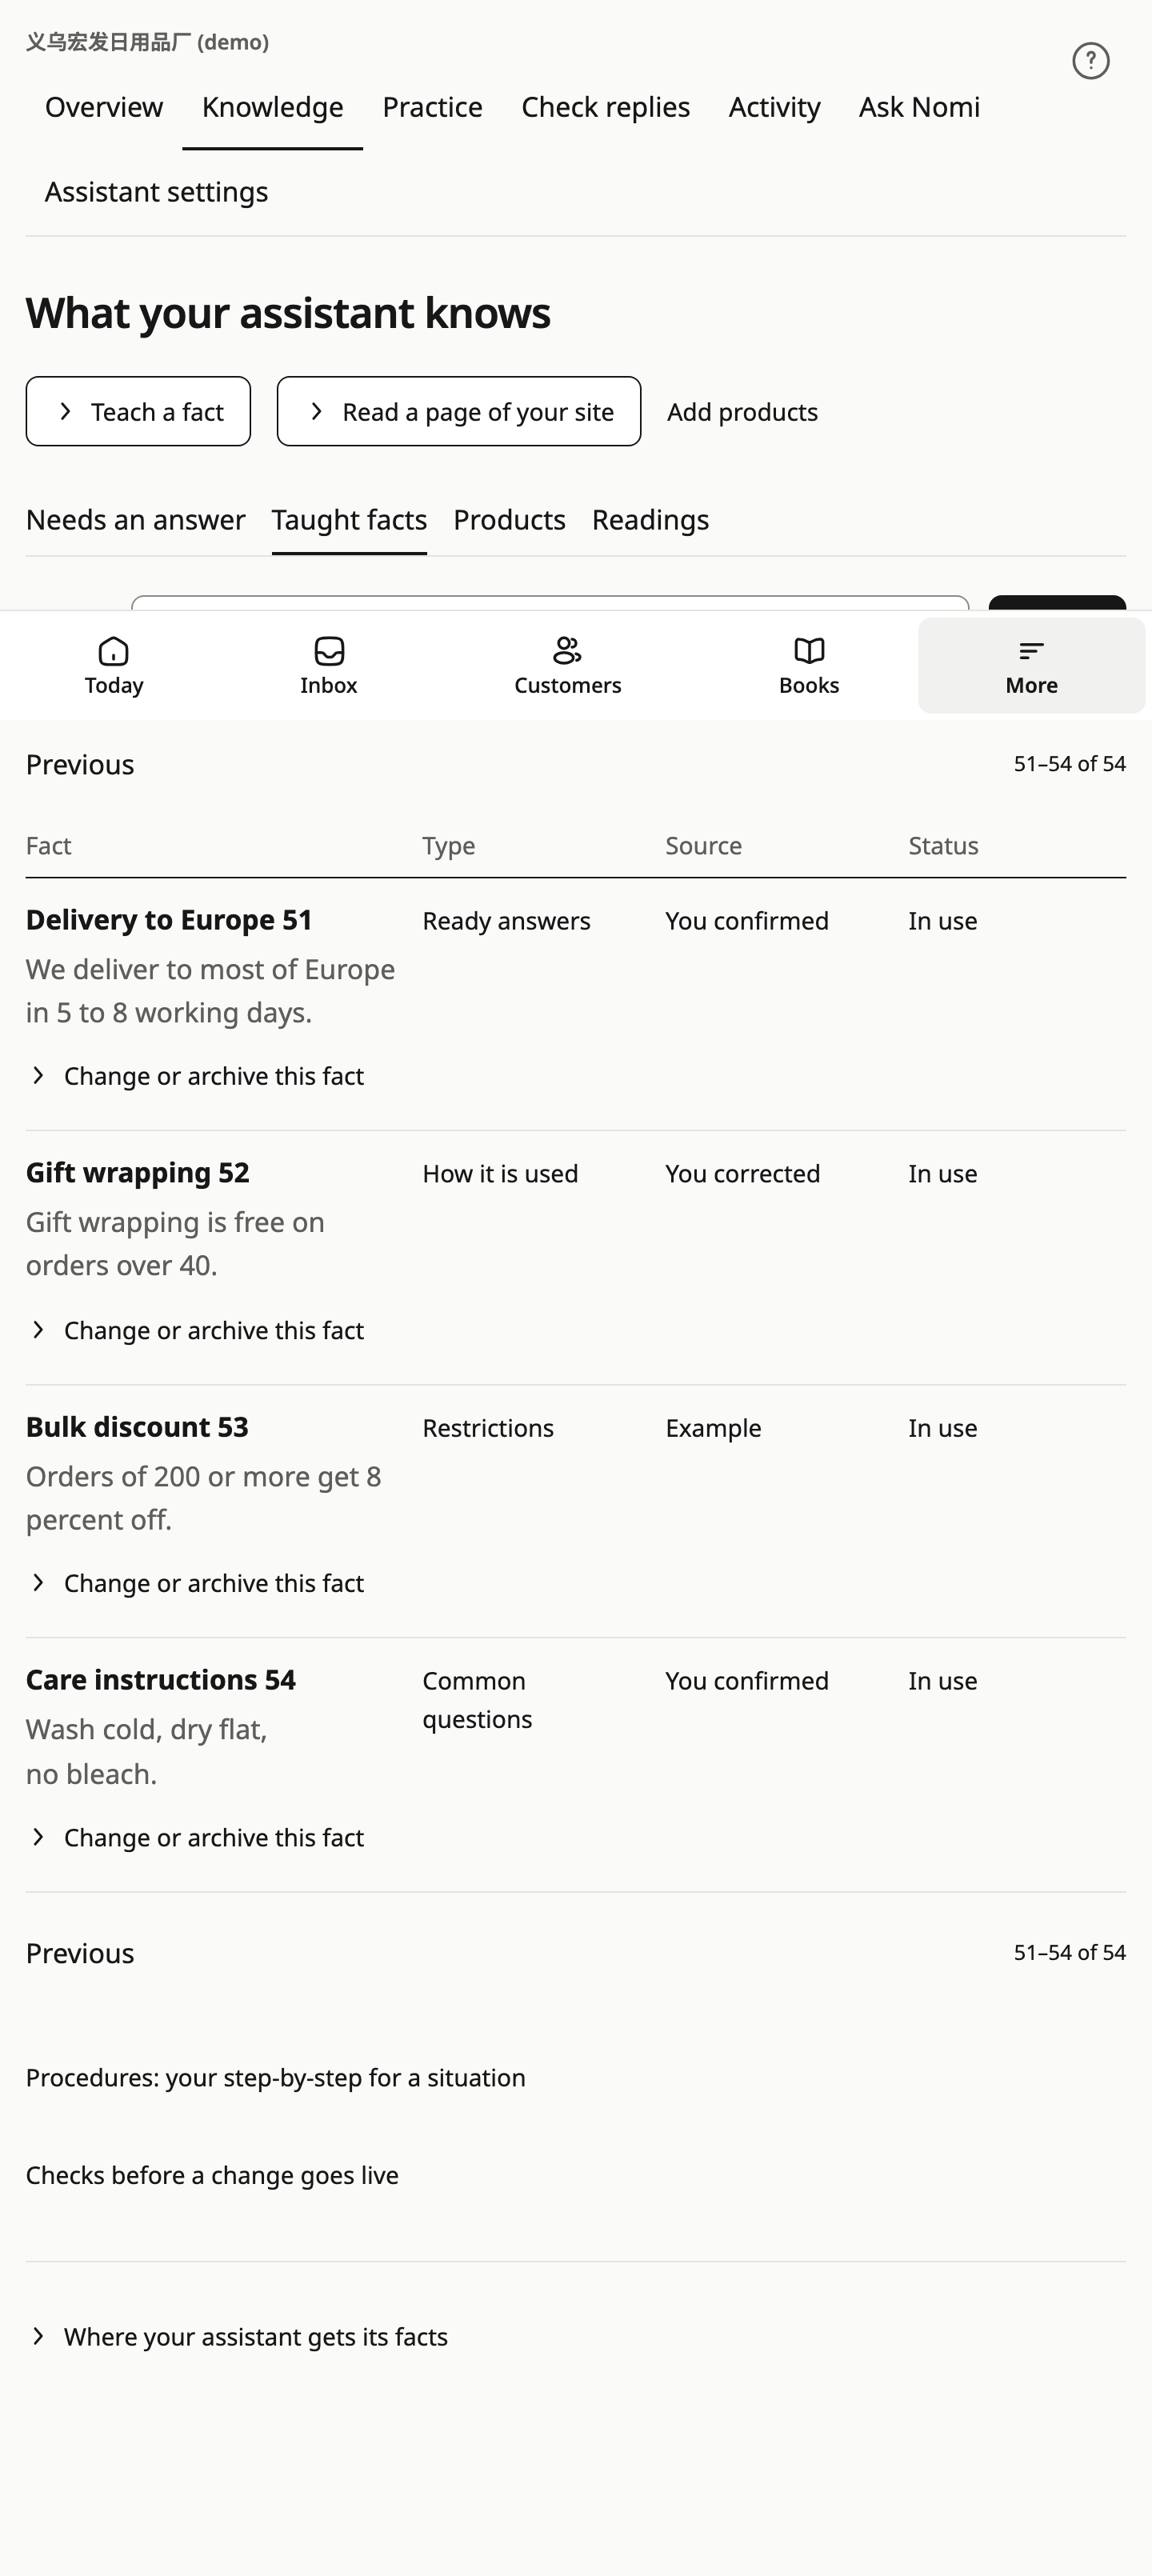 义乌宏发日用品厂 (demo)
Overview Knowledge Practice Check replies Activity Ask Nomi
Assistant settings
What your assistant knows
Teach a fact Read a page of your site Add products
Needs an answer Taught facts Products Readings
Today Inbox Customers Books More
Previous 51–54 of 54
Fact Type Source Status
Delivery to Europe 51 Ready answers You confirmed In use
We deliver to most of Europe
in 5 to 8 working days.
Change or archive this fact
Gift wrapping 52 How it is used You corrected In use
Gift wrapping is free on
orders over 40.
Change or archive this fact
Bulk discount 53 Restrictions Example In use
Orders of 200 or more get 8
percent off.
Change or archive this fact
Care instructions 54 Common You confirmed In use
questions
Wash cold, dry flat,
no bleach.
Change or archive this fact
Previous 51–54 of 54
Procedures: your step-by-step for a situation
Checks before a change goes live
Where your assistant gets its facts